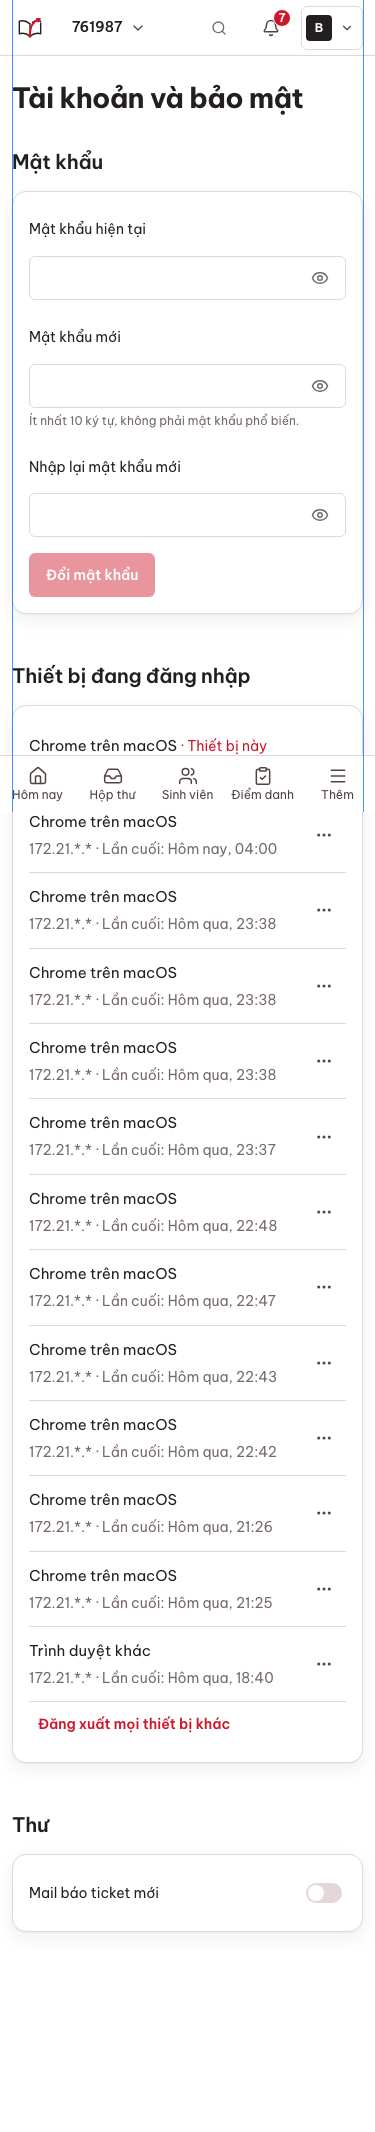 761987
7
B
Tài khoản và bảo mật
Mật khẩu
Mật khẩu hiện tại
Mật khẩu mới
Ít nhất 10 ký tự, không phải mật khẩu phổ biến.
Nhập lại mật khẩu mới
Đổi mật khẩu
Thiết bị đang đăng nhập
Chrome trên macOS · Thiết bị này
Hôm nay
Hộp thư
Sinh viên
Điểm danh
Thêm
Chrome trên macOS
172.21.*.* · Lần cuối: Hôm nay, 04:00
Chrome trên macOS
172.21.*.* · Lần cuối: Hôm qua, 23:38
Chrome trên macOS
172.21.*.* · Lần cuối: Hôm qua, 23:38
Chrome trên macOS
172.21.*.* · Lần cuối: Hôm qua, 23:38
Chrome trên macOS
172.21.*.* · Lần cuối: Hôm qua, 23:37
Chrome trên macOS
172.21.*.* · Lần cuối: Hôm qua, 22:48
Chrome trên macOS
172.21.*.* · Lần cuối: Hôm qua, 22:47
Chrome trên macOS
172.21.*.* · Lần cuối: Hôm qua, 22:43
Chrome trên macOS
172.21.*.* · Lần cuối: Hôm qua, 22:42
Chrome trên macOS
172.21.*.* · Lần cuối: Hôm qua, 21:26
Chrome trên macOS
172.21.*.* · Lần cuối: Hôm qua, 21:25
Trình duyệt khác
172.21.*.* · Lần cuối: Hôm qua, 18:40
Đăng xuất mọi thiết bị khác
Thư
Mail báo ticket mới